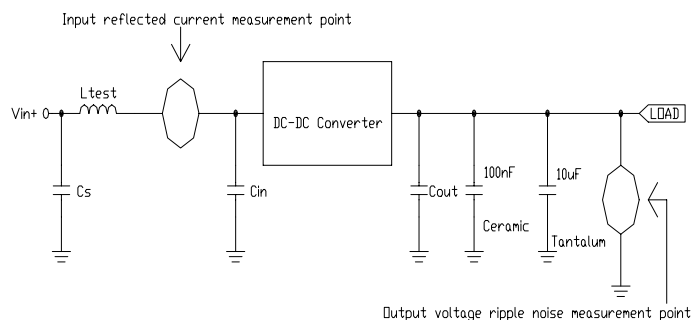 Input reflected current measurement point
Ltest
Vin+ 0
DC-DC Converter
LOAD
Cs
Cin
Cout
100nF
10uF
Ceramic
Tantalum
Output voltage ripple noise measurement point